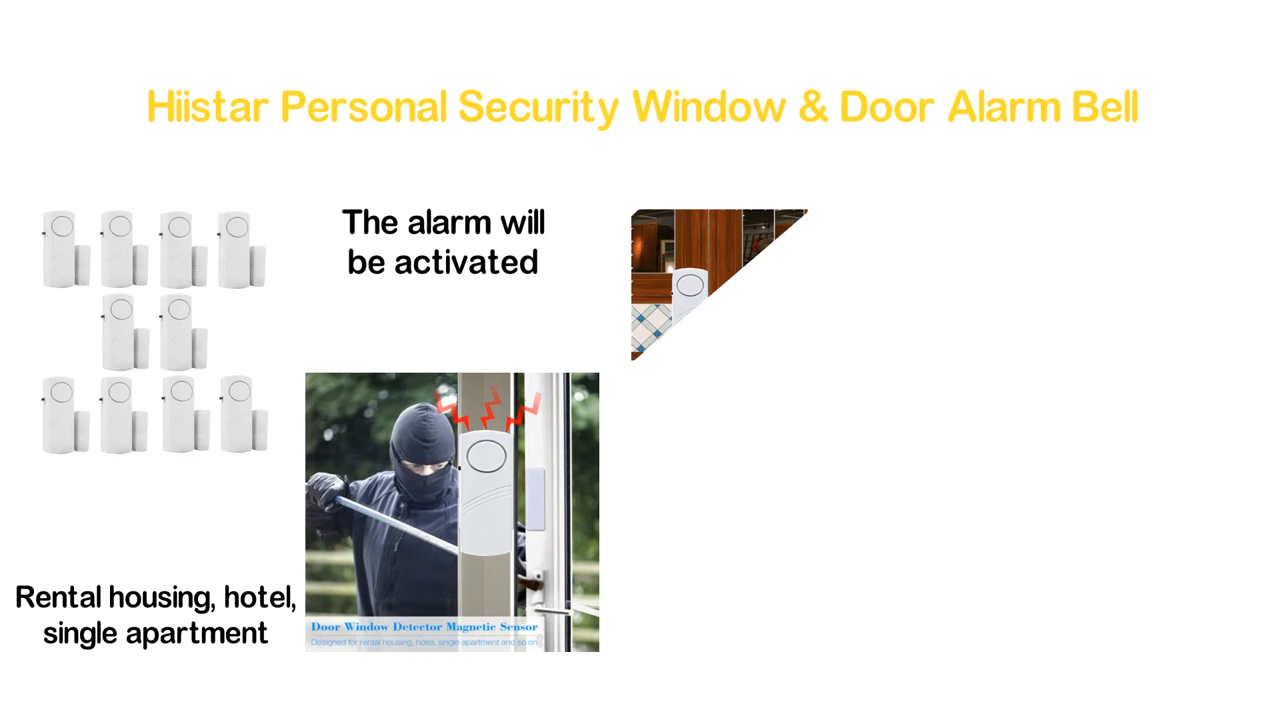 Hiistar Personal Security Window & Door Alarm Bell
The alarm will
be activated
Rental housing, hotel,
single apartment
Door Window Detector Magnetic Sensor
Designed for rental housing, hotel, single apartment and so on